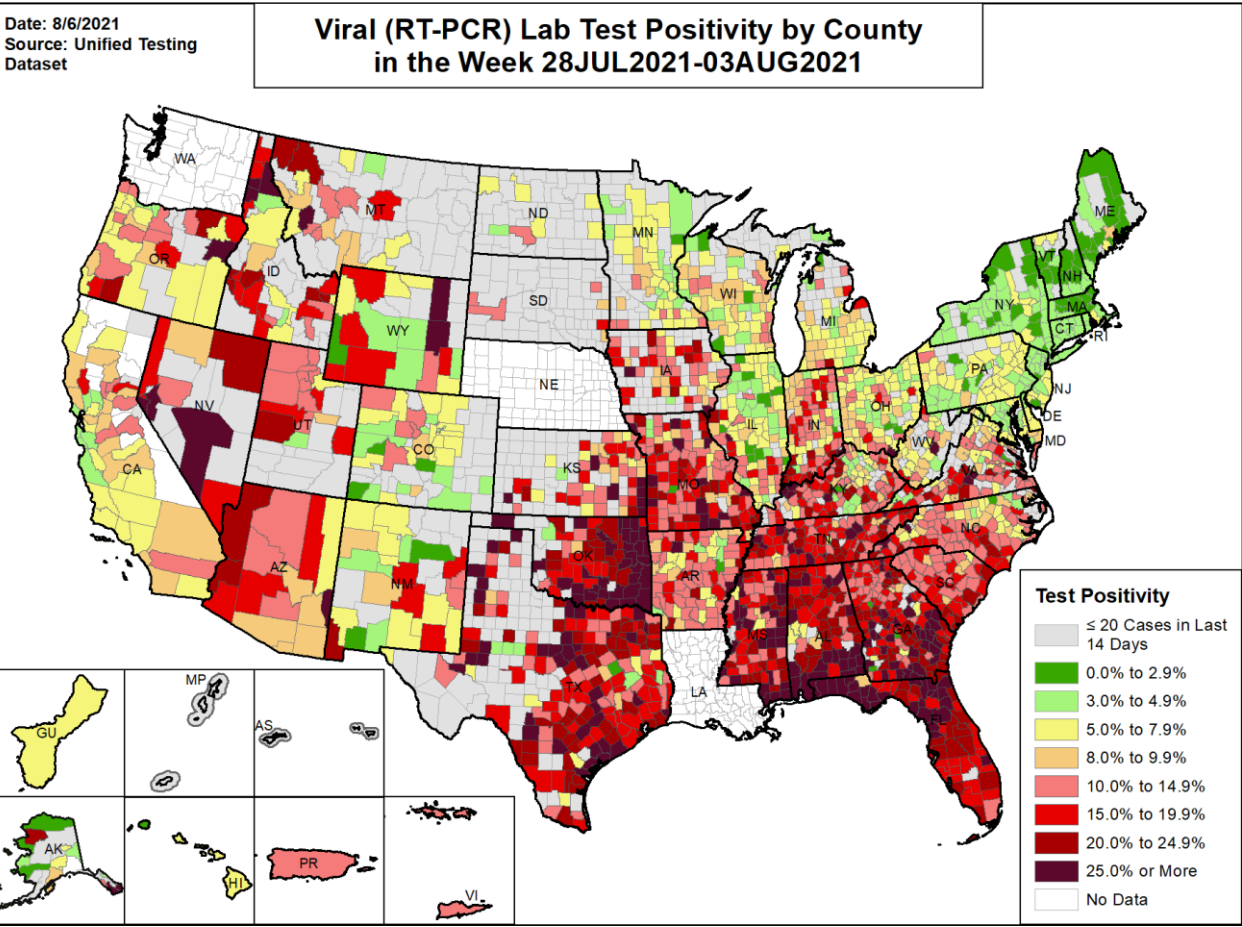 Date: 8/6/2021
Source: Unified Testing
Dataset
Viral (RT-PCR) Lab Test Positivity by County
in the Week 28JUL2021-03AUG2021
WA
MT
ND
MN
ME
OR
ID
SD
WI
VT
NH
NY
MA
CT
RI
WY
MI
NE
IA
PA
NJ
NV
UT
CO
IL
IN
OH
DE
MD
WV
CA
KS
MO
KY
VA
AZ
NM
OK
AR
TN
NC
SC
MS
AL
GA
TX
LA
FL
GU
MP
AS
AK
HI
PR
VI
Test Positivity
≤ 20 Cases in Last
14 Days
0.0% to 2.9%
3.0% to 4.9%
5.0% to 7.9%
8.0% to 9.9%
10.0% to 14.9%
15.0% to 19.9%
20.0% to 24.9%
25.0% or More
No Data